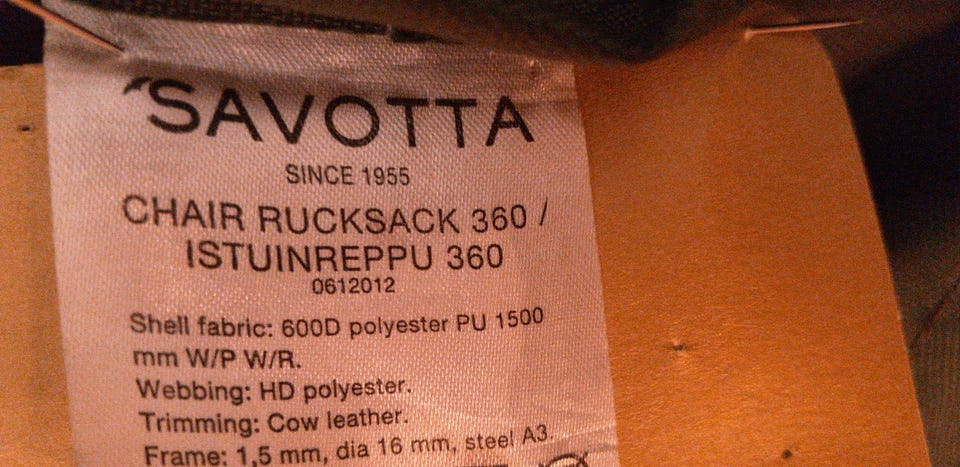 SAVOTTA
SINCE 1955
CHAIR RUCKSACK 360 /
ISTUINREPPU 360
0612012
Shell fabric: 600D polyester PU 1500
mm W/P W/R.
Webbing: HD polyester.
Trimming: Cow leather.
Frame: 1,5 mm, dia 16 mm, steel A3.